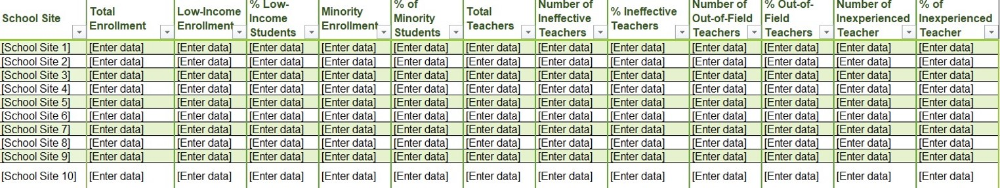 School Site Total Enrollment Low-Income Enrollment % Low-Income Students Minority Enrollment % of Minority Students Total Teachers Number of Ineffective Teachers % Ineffective Teachers Number of Out-of-Field Teachers % Out-of-Field Teachers Number of Inexperienced Teacher % of Inexperienced Teacher
[School Site 1] [Enter data] [Enter data] [Enter data] [Enter data] [Enter data] [Enter data] [Enter data] [Enter data] [Enter data] [Enter data] [Enter data] [Enter data]
[School Site 2] [Enter data] [Enter data] [Enter data] [Enter data] [Enter data] [Enter data] [Enter data] [Enter data] [Enter data] [Enter data] [Enter data] [Enter data]
[School Site 3] [Enter data] [Enter data] [Enter data] [Enter data] [Enter data] [Enter data] [Enter data] [Enter data] [Enter data] [Enter data] [Enter data] [Enter data]
[School Site 4] [Enter data] [Enter data] [Enter data] [Enter data] [Enter data] [Enter data] [Enter data] [Enter data] [Enter data] [Enter data] [Enter data] [Enter data]
[School Site 5] [Enter data] [Enter data] [Enter data] [Enter data] [Enter data] [Enter data] [Enter data] [Enter data] [Enter data] [Enter data] [Enter data] [Enter data]
[School Site 6] [Enter data] [Enter data] [Enter data] [Enter data] [Enter data] [Enter data] [Enter data] [Enter data] [Enter data] [Enter data] [Enter data] [Enter data]
[School Site 7] [Enter data] [Enter data] [Enter data] [Enter data] [Enter data] [Enter data] [Enter data] [Enter data] [Enter data] [Enter data] [Enter data] [Enter data]
[School Site 8] [Enter data] [Enter data] [Enter data] [Enter data] [Enter data] [Enter data] [Enter data] [Enter data] [Enter data] [Enter data] [Enter data] [Enter data]
[School Site 9] [Enter data] [Enter data] [Enter data] [Enter data] [Enter data] [Enter data] [Enter data] [Enter data] [Enter data] [Enter data] [Enter data] [Enter data]
[School Site 10] [Enter data] [Enter data] [Enter data] [Enter data] [Enter data] [Enter data] [Enter data] [Enter data] [Enter data] [Enter data] [Enter data] [Enter data]